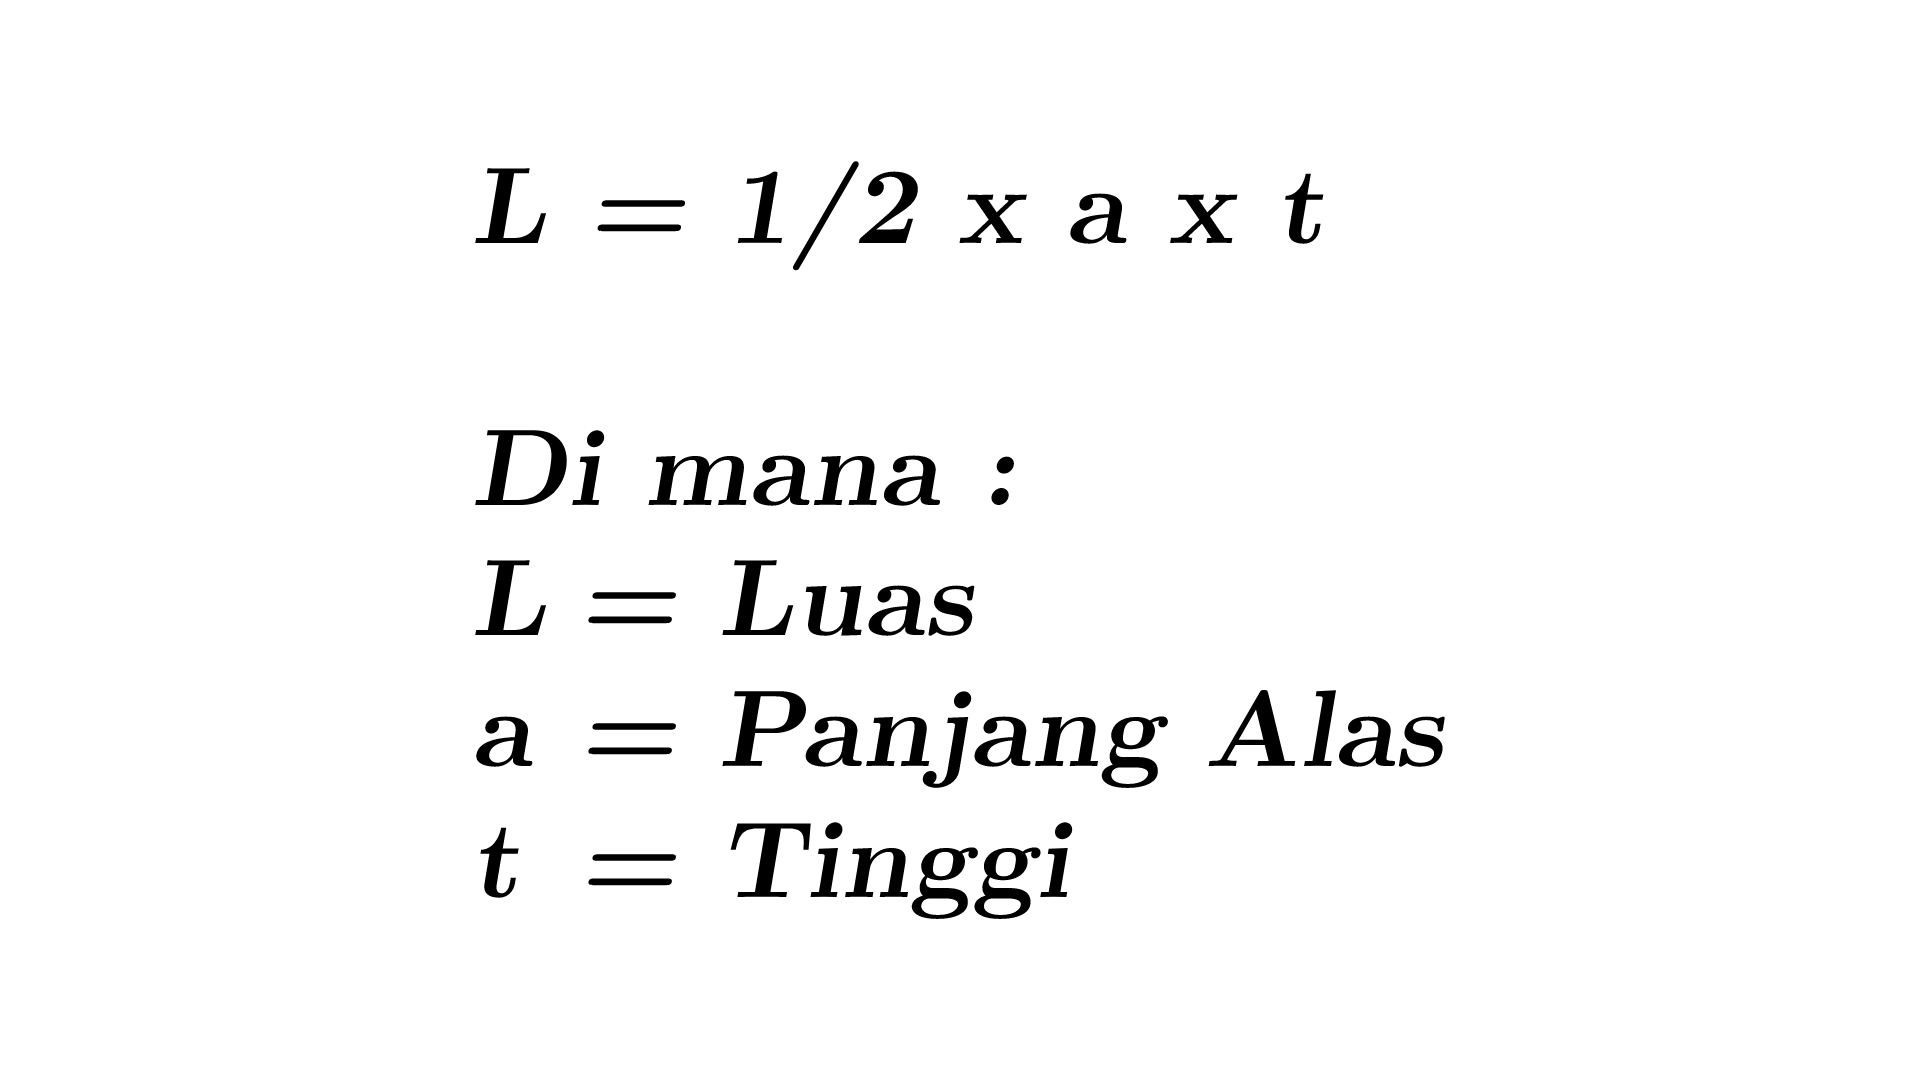 L = 1/2 x a x t
Di mana :
L = Luas
a = Panjang Alas
t = Tinggi